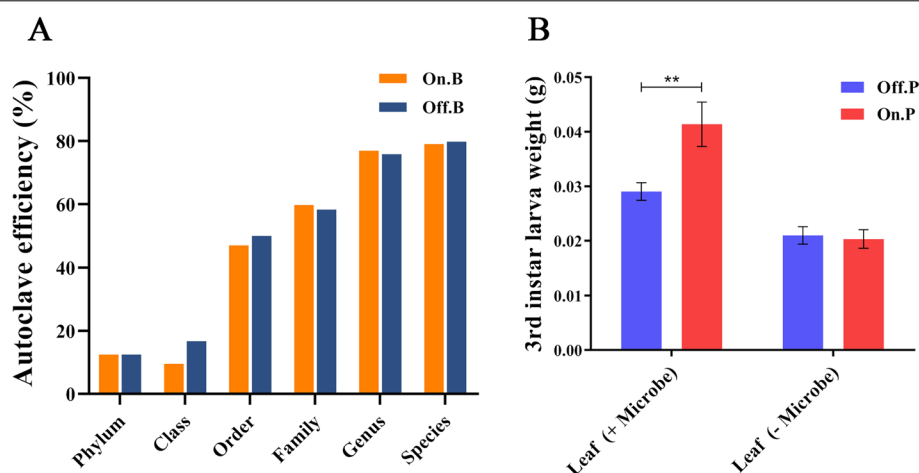 A
Autoclave efficiency (%)
100
80
60
40
20
0
On.B
Off.B
Phylum
Class
Order
Family
Genus
Species
B
3rd instar larva weight (g)
0.05
0.04
0.03
0.02
0.01
0.00
**
Off.P
On.P
Leaf (+ Microbe)
Leaf (- Microbe)